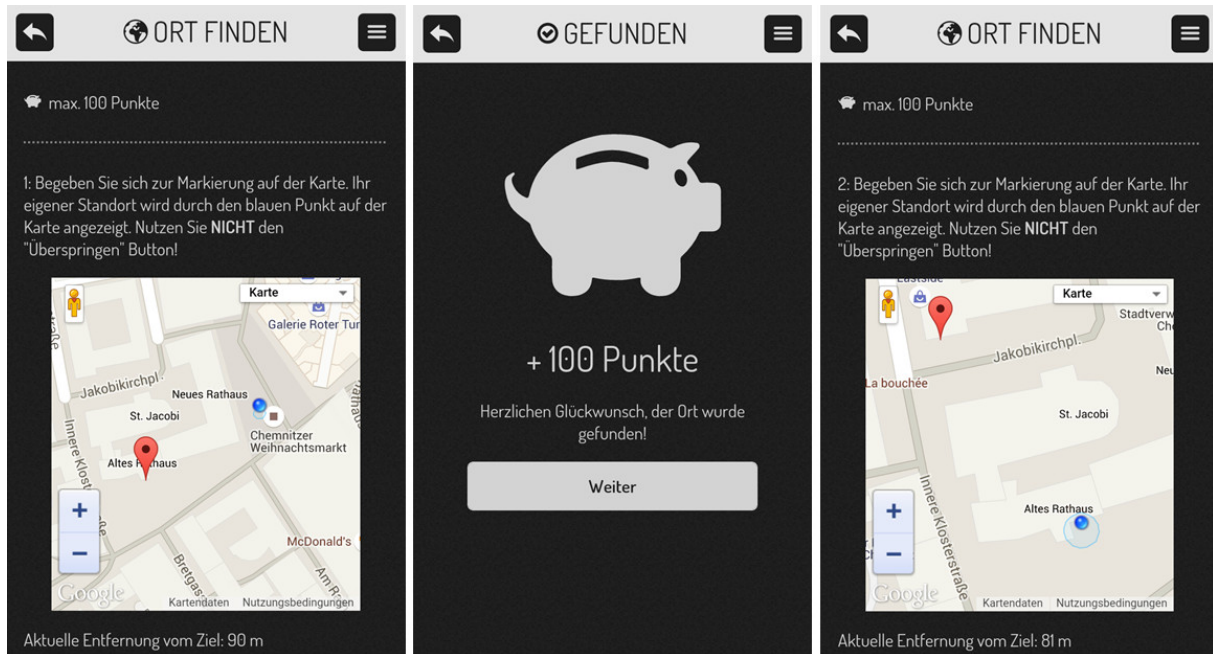 ORT FINDEN
max. 100 Punkte
1: Begeben Sie sich zur Markierung auf der Karte. Ihr
eigener Standort wird durch den blauen Punkt auf der
Karte angezeigt. Nutzen Sie NICHT den
"Überspringen" Button!
Karte
Galerie Roter Tur
Jakobikirchpl.
Neues Rathaus
St. Jacobi
Chemnitzer
Weihnachtsmarkt
Altes Rathaus
+
McDonald's
−
Bretgas
Am R
Google
Kartendaten Nutzungsbedingungen
Aktuelle Entfernung vom Ziel: 90 m
GEFUNDEN
+ 100 Punkte
Herzlichen Glückwunsch, der Ort wurde
gefunden!
Weiter
ORT FINDEN
max. 100 Punkte
2: Begeben Sie sich zur Markierung auf der Karte. Ihr
eigener Standort wird durch den blauen Punkt auf der
Karte angezeigt. Nutzen Sie NICHT den
"Überspringen" Button!
Karte
Stadtverw
Ch
Jakobikirchpl.
Neu
La bouchée
St. Jacobi
Innere Klosterstraße
Altes Rathaus
+
−
Google
Kartendaten Nutzungsbedingungen
Aktuelle Entfernung vom Ziel: 81 m